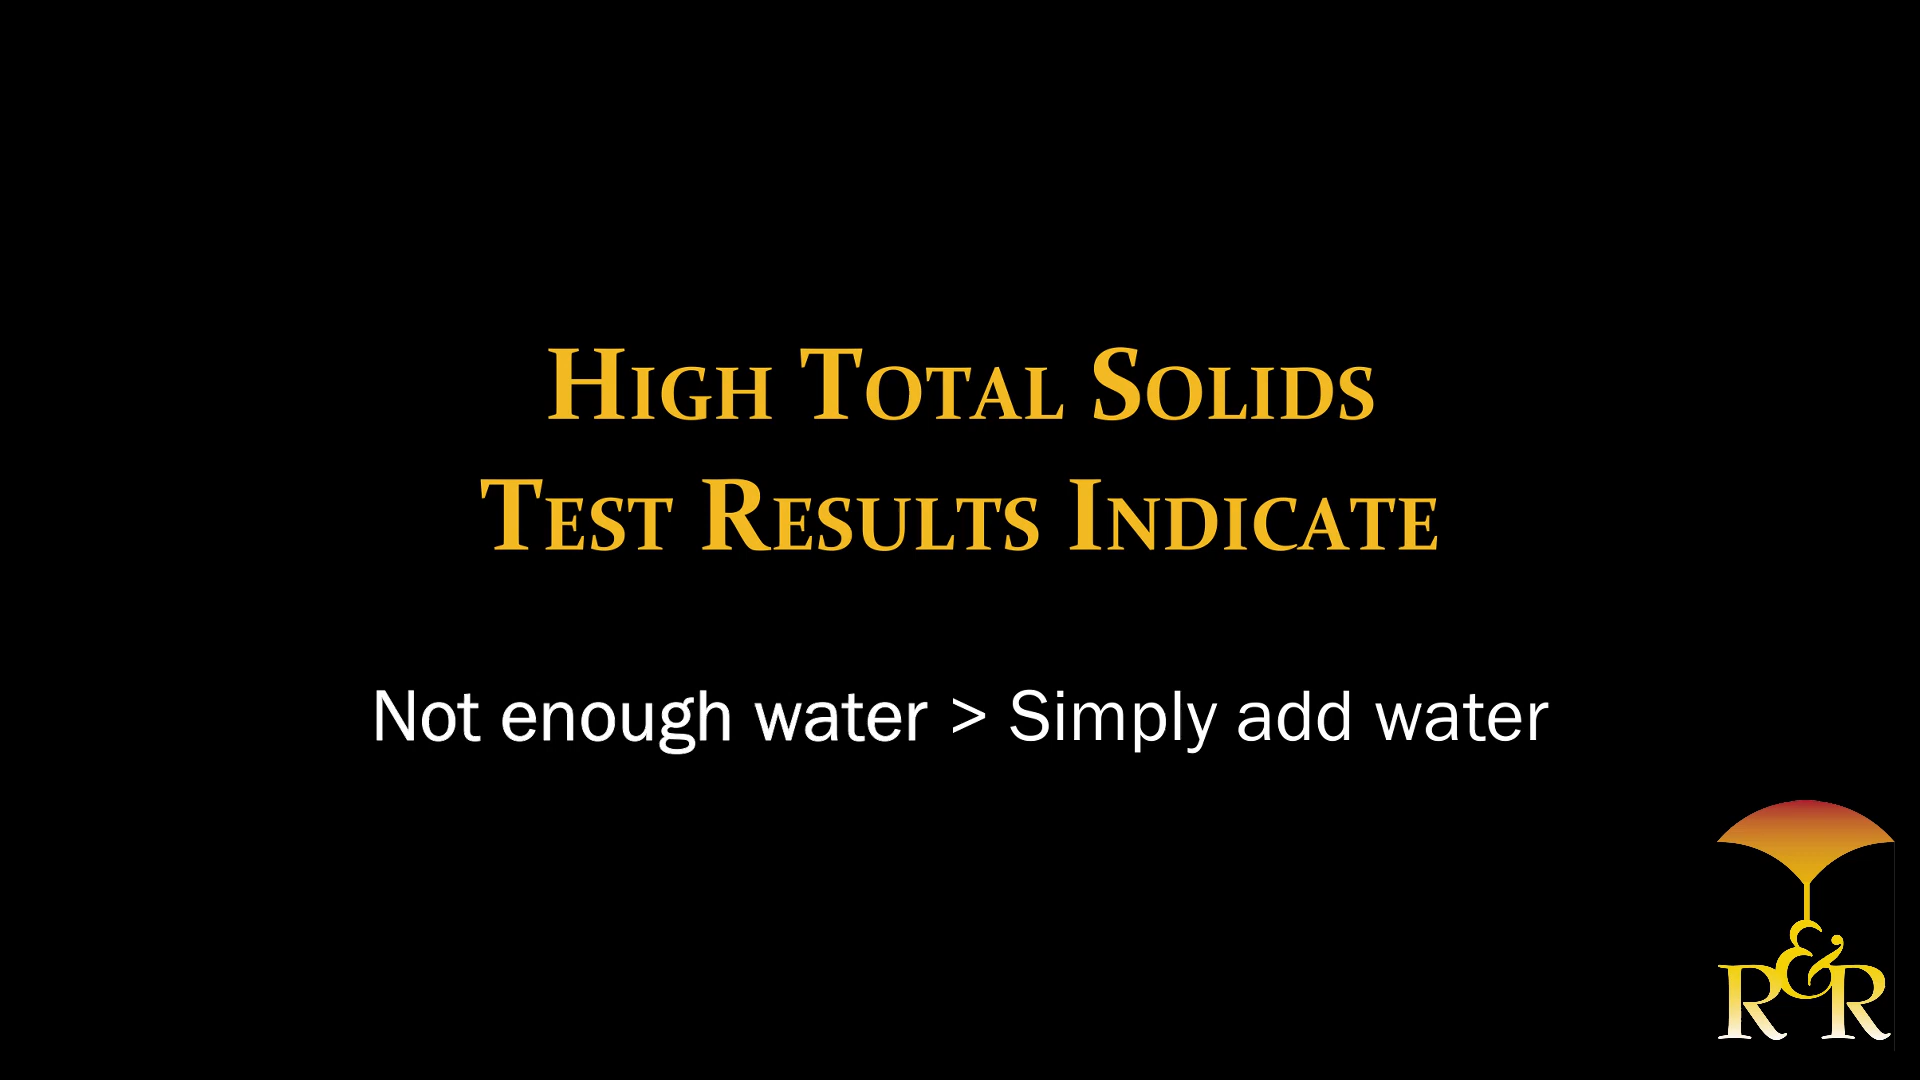 High Total Solids
Test Results Indicate
Not enough water > Simply add water
R&R